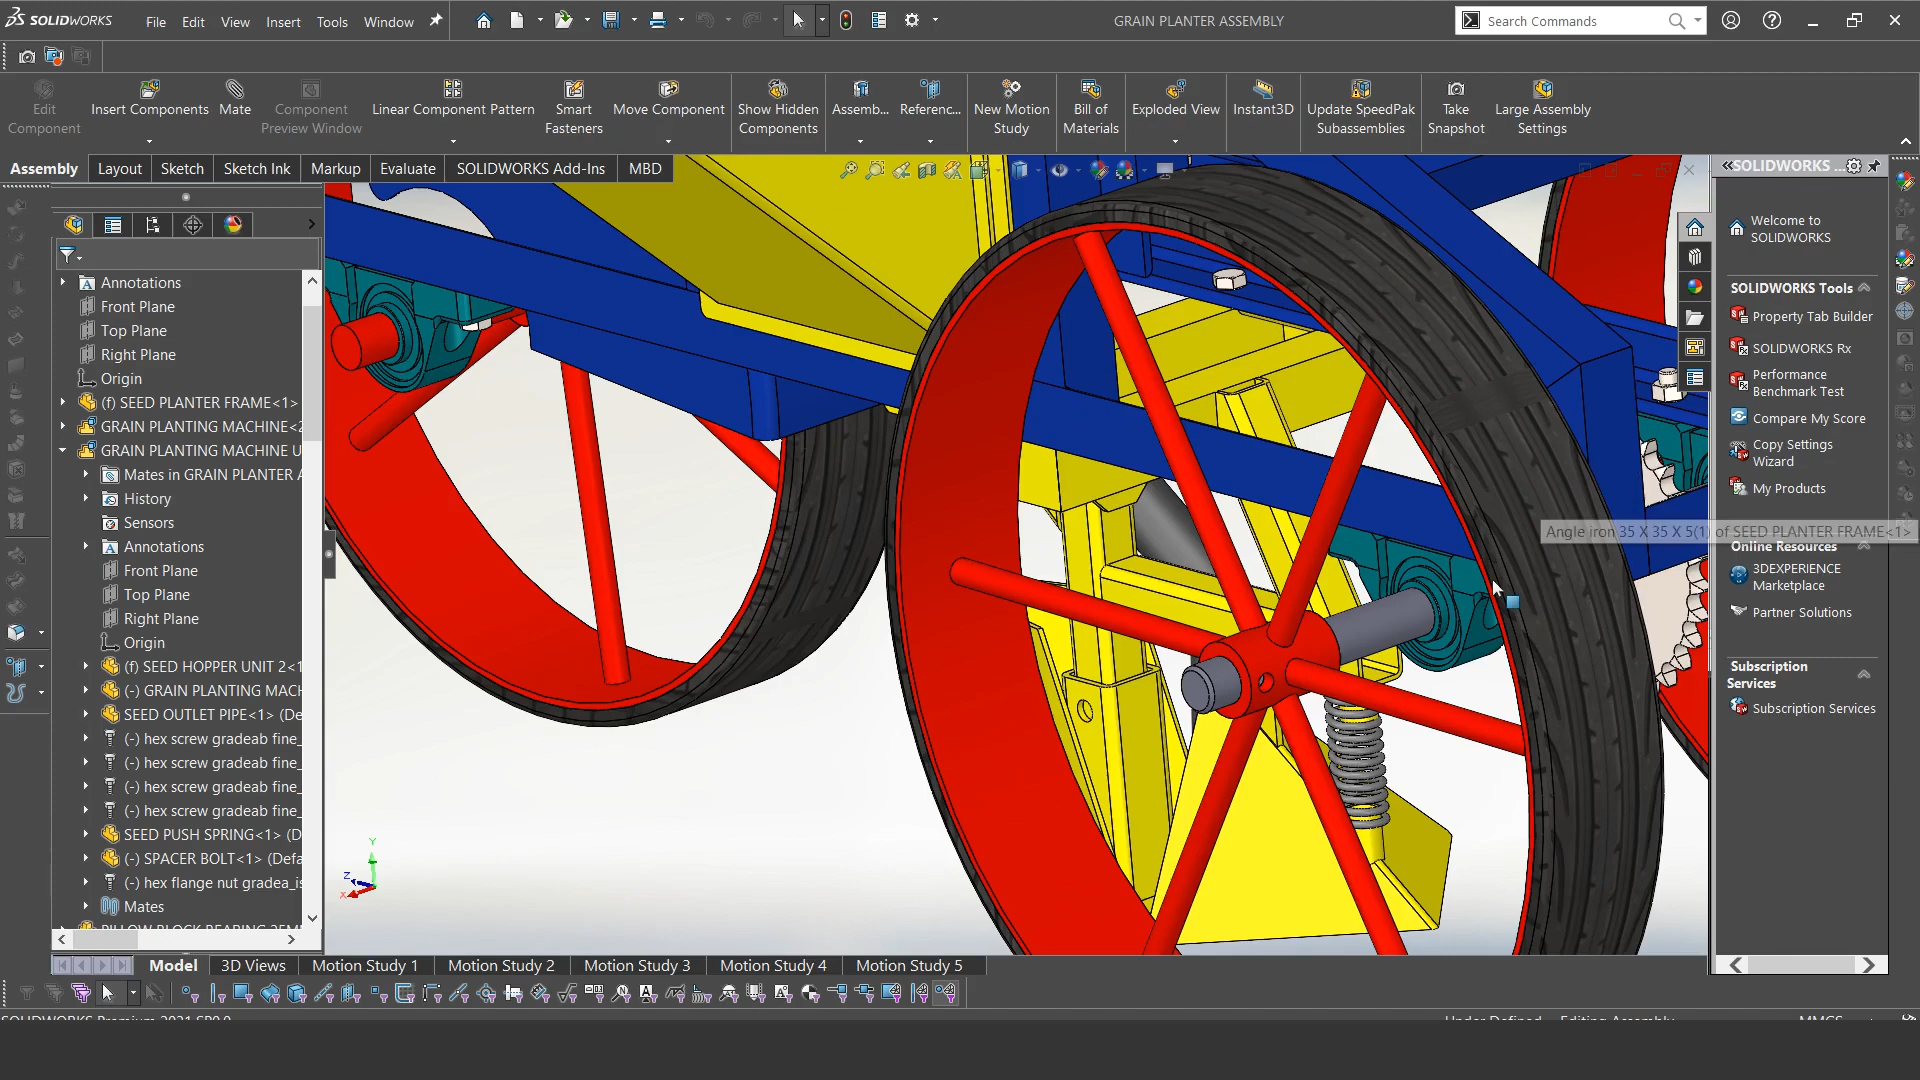 SOLIDWORKS File Edit View Insert Tools Window GRAIN PLANTER ASSEMBLY Search Commands
Edit Component
Insert Components
Mate
Component Preview Window
Linear Component Pattern
Smart Fasteners
Move Component
Show Hidden Components
Assemb...
Referenc...
New Motion Study
Bill of Materials
Exploded View
Instant3D
Update SpeedPak Subassemblies
Take Snapshot
Large Assembly Settings
Assembly Layout Sketch Sketch Ink Markup Evaluate SOLIDWORKS Add-Ins MBD
Annotations
Front Plane
Top Plane
Right Plane
Origin
(f) SEED PLANTER FRAME<1>
GRAIN PLANTING MACHINE<2
GRAIN PLANTING MACHINE U
Mates in GRAIN PLANTER A
History
Sensors
Annotations
Front Plane
Top Plane
Right Plane
Origin
(f) SEED HOPPER UNIT 2<1
(-) GRAIN PLANTING MACH
SEED OUTLET PIPE<1> (De
(-) hex screw gradeab fine_
(-) hex screw gradeab fine_
(-) hex screw gradeab fine_
(-) hex screw gradeab fine_
SEED PUSH SPRING<1> (D
(-) SPACER BOLT<1> (Defa
(-) hex flange nut gradea_is
Mates
Y
Z
X
Angle iron 35 X 35 X 5(1) of SEED PLANTER FRAME<1>
SOLIDWORKS ...
Welcome to
SOLIDWORKS
SOLIDWORKS Tools
Property Tab Builder
SOLIDWORKS Rx
Performance
Benchmark Test
Compare My Score
Copy Settings
Wizard
My Products
Online Resources
3DEXPERIENCE
Marketplace
Partner Solutions
Subscription
Services
Subscription Services
Model 3D Views Motion Study 1 Motion Study 2 Motion Study 3 Motion Study 4 Motion Study 5